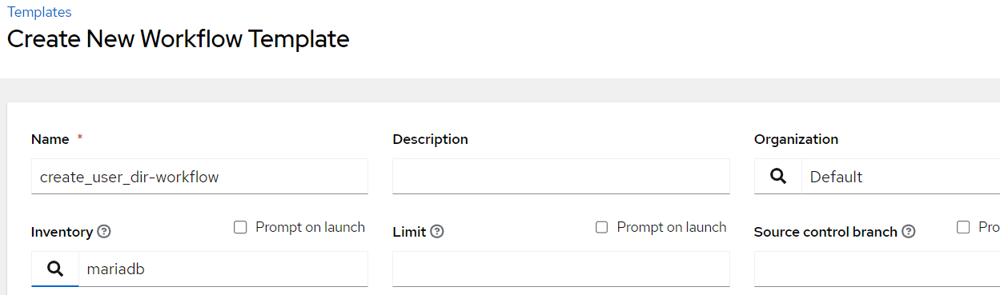 Templates
Create New Workflow Template
Name * Description Organization
create_user_dir-workflow Default
Inventory Prompt on launch Limit Prompt on launch Source control branch Pro
mariadb